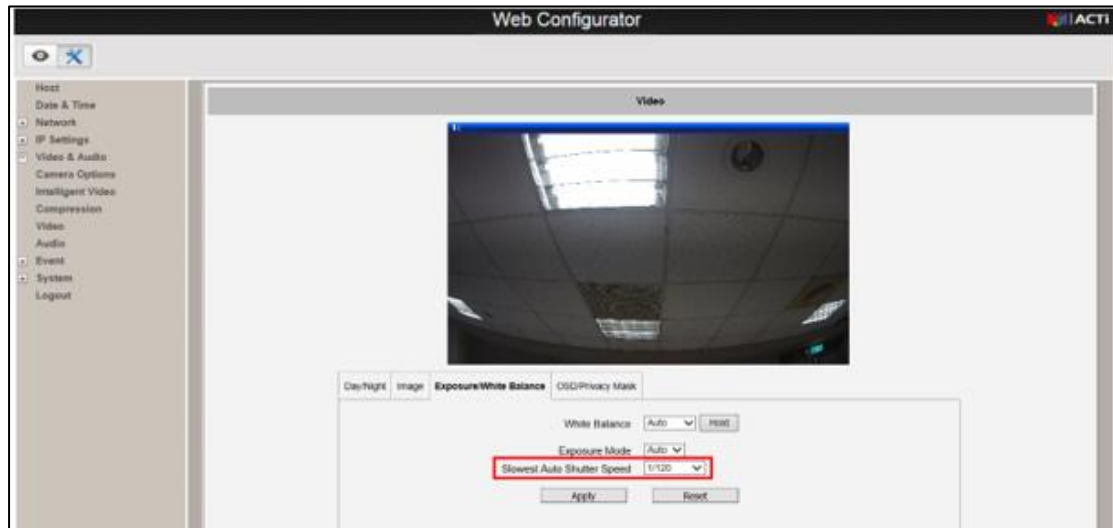 Web Configurator
ACTi
Host
Date & Time
Network
IP Settings
Video & Audio
Camera Options
Intelligent Video
Compression
Video
Audio
Event
System
Logout
Video
Day/Night Image Exposure/White Balance OSD/Privacy Mask
White Balance Auto Hold
Exposure Mode Auto
Slowest Auto Shutter Speed 1/120
Apply Reset